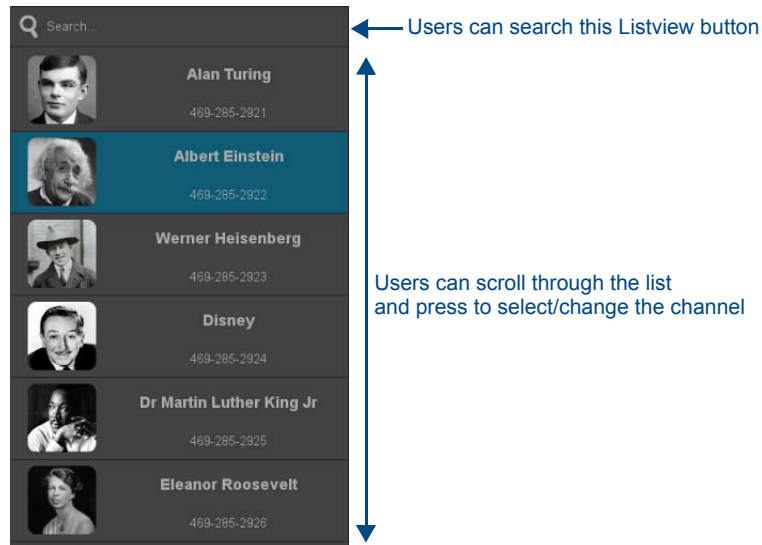 Search...
Users can search this Listview button
Alan Turing
469-285-2921
Albert Einstein
469-285-2922
Werner Heisenberg
469-285-2923
Users can scroll through the list
and press to select/change the channel
Disney
469-285-2924
Dr Martin Luther King Jr
469-285-2925
Eleanor Roosevelt
469-285-2926